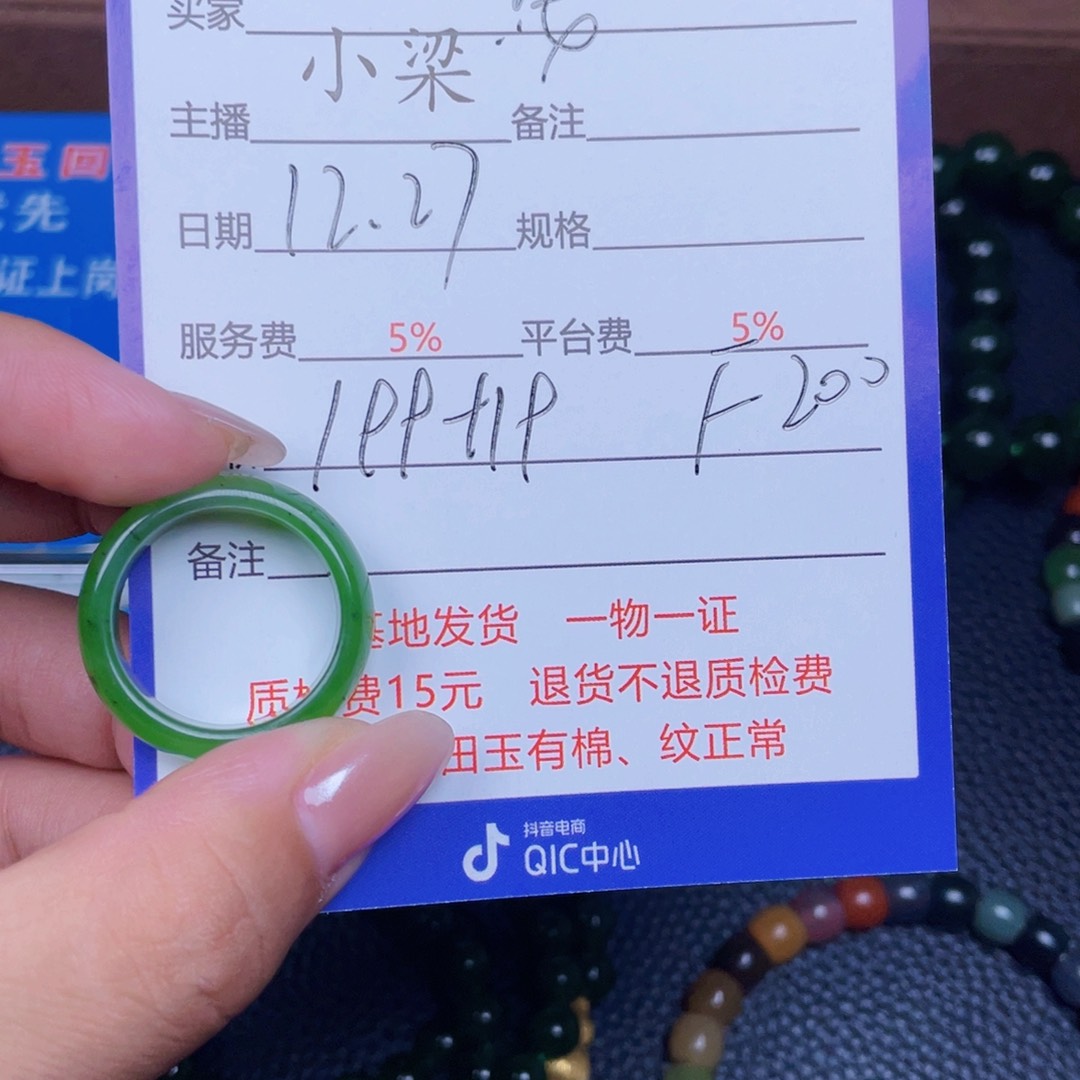 买家
小梁
主播 备注
12.27
日期 规格
服务费 5% 平台费 5%
200
备注
基地发货 一物一证
质检费15元 退货不退质检费
田玉有棉、纹正常
抖音电商
QIC中心
玉回
先
证上岗